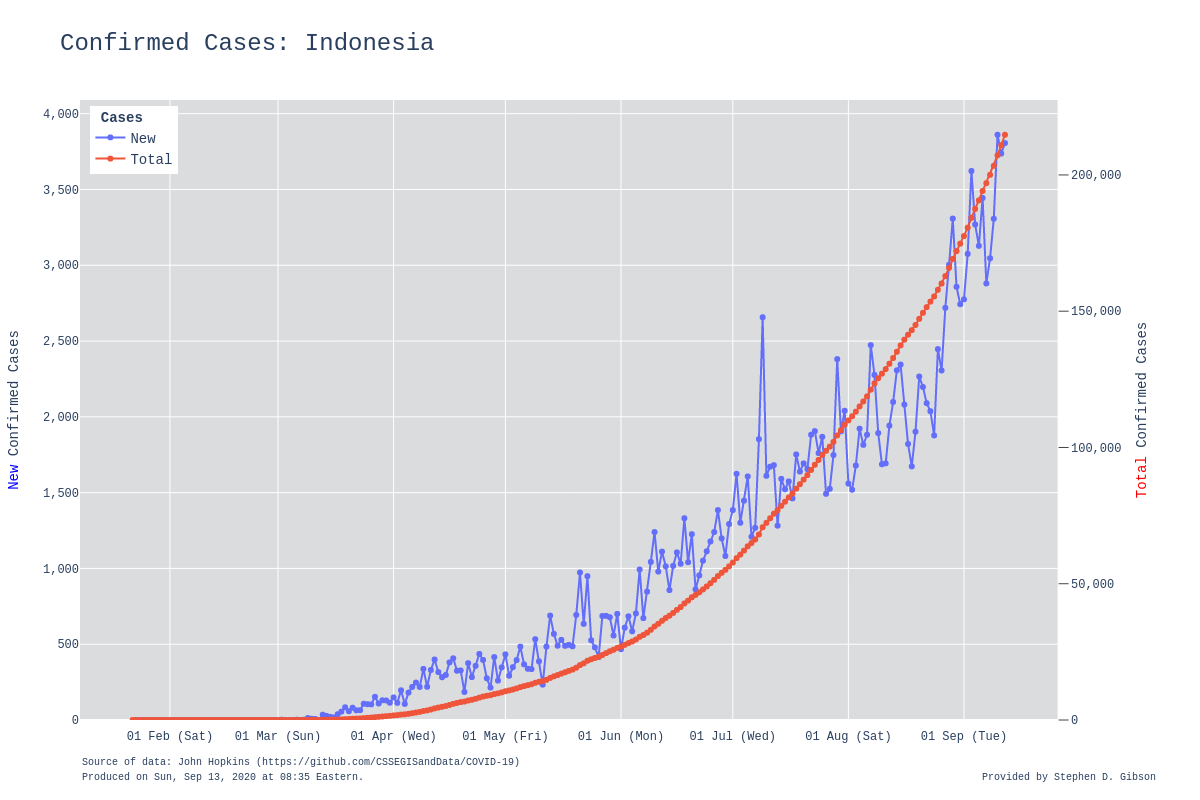 Confirmed Cases: Indonesia
Cases
New
Total
4,000
3,500
3,000
2,500
2,000
1,500
1,000
500
0
200,000
150,000
100,000
50,000
0
New Confirmed Cases
Total Confirmed Cases
01 Feb (Sat)
01 Mar (Sun)
01 Apr (Wed)
01 May (Fri)
01 Jun (Mon)
01 Jul (Wed)
01 Aug (Sat)
01 Sep (Tue)
Source of data: John Hopkins (https://github.com/CSSEGISandData/COVID-19)
Produced on Sun, Sep 13, 2020 at 08:35 Eastern.
Provided by Stephen D. Gibson